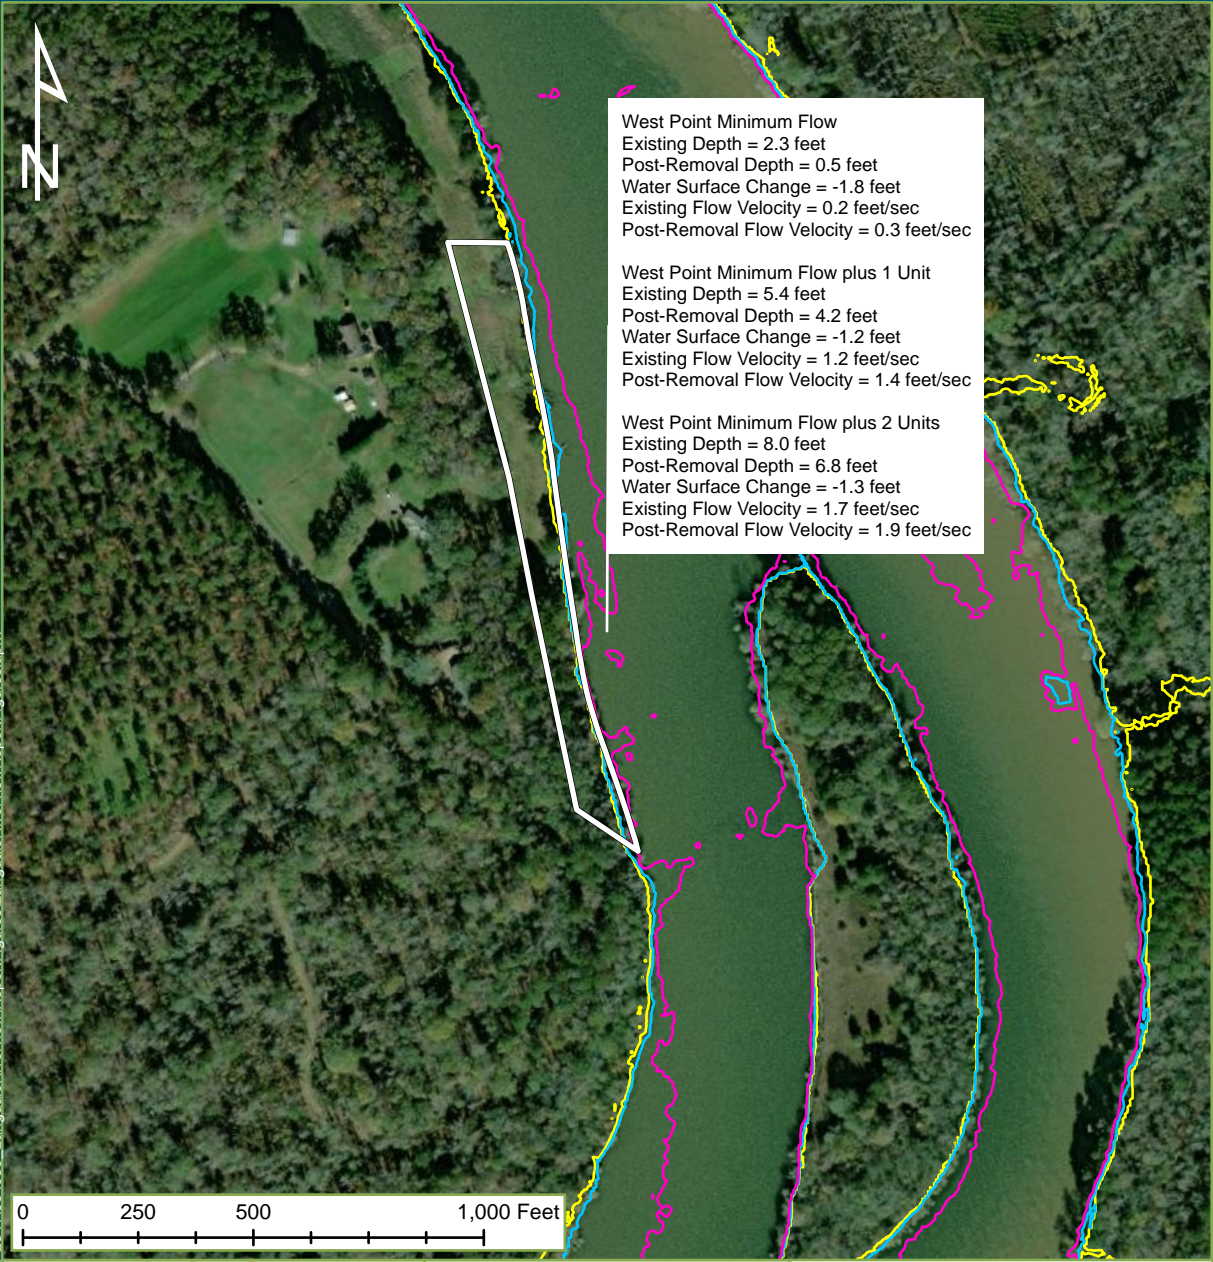 N
West Point Minimum Flow
Existing Depth = 2.3 feet
Post-Removal Depth = 0.5 feet
Water Surface Change = -1.8 feet
Existing Flow Velocity = 0.2 feet/sec
Post-Removal Flow Velocity = 0.3 feet/sec
West Point Minimum Flow plus 1 Unit
Existing Depth = 5.4 feet
Post-Removal Depth = 4.2 feet
Water Surface Change = -1.2 feet
Existing Flow Velocity = 1.2 feet/sec
Post-Removal Flow Velocity = 1.4 feet/sec
West Point Minimum Flow plus 2 Units
Existing Depth = 8.0 feet
Post-Removal Depth = 6.8 feet
Water Surface Change = -1.3 feet
Existing Flow Velocity = 1.7 feet/sec
Post-Removal Flow Velocity = 1.9 feet/sec
0 250 500 1,000 Feet